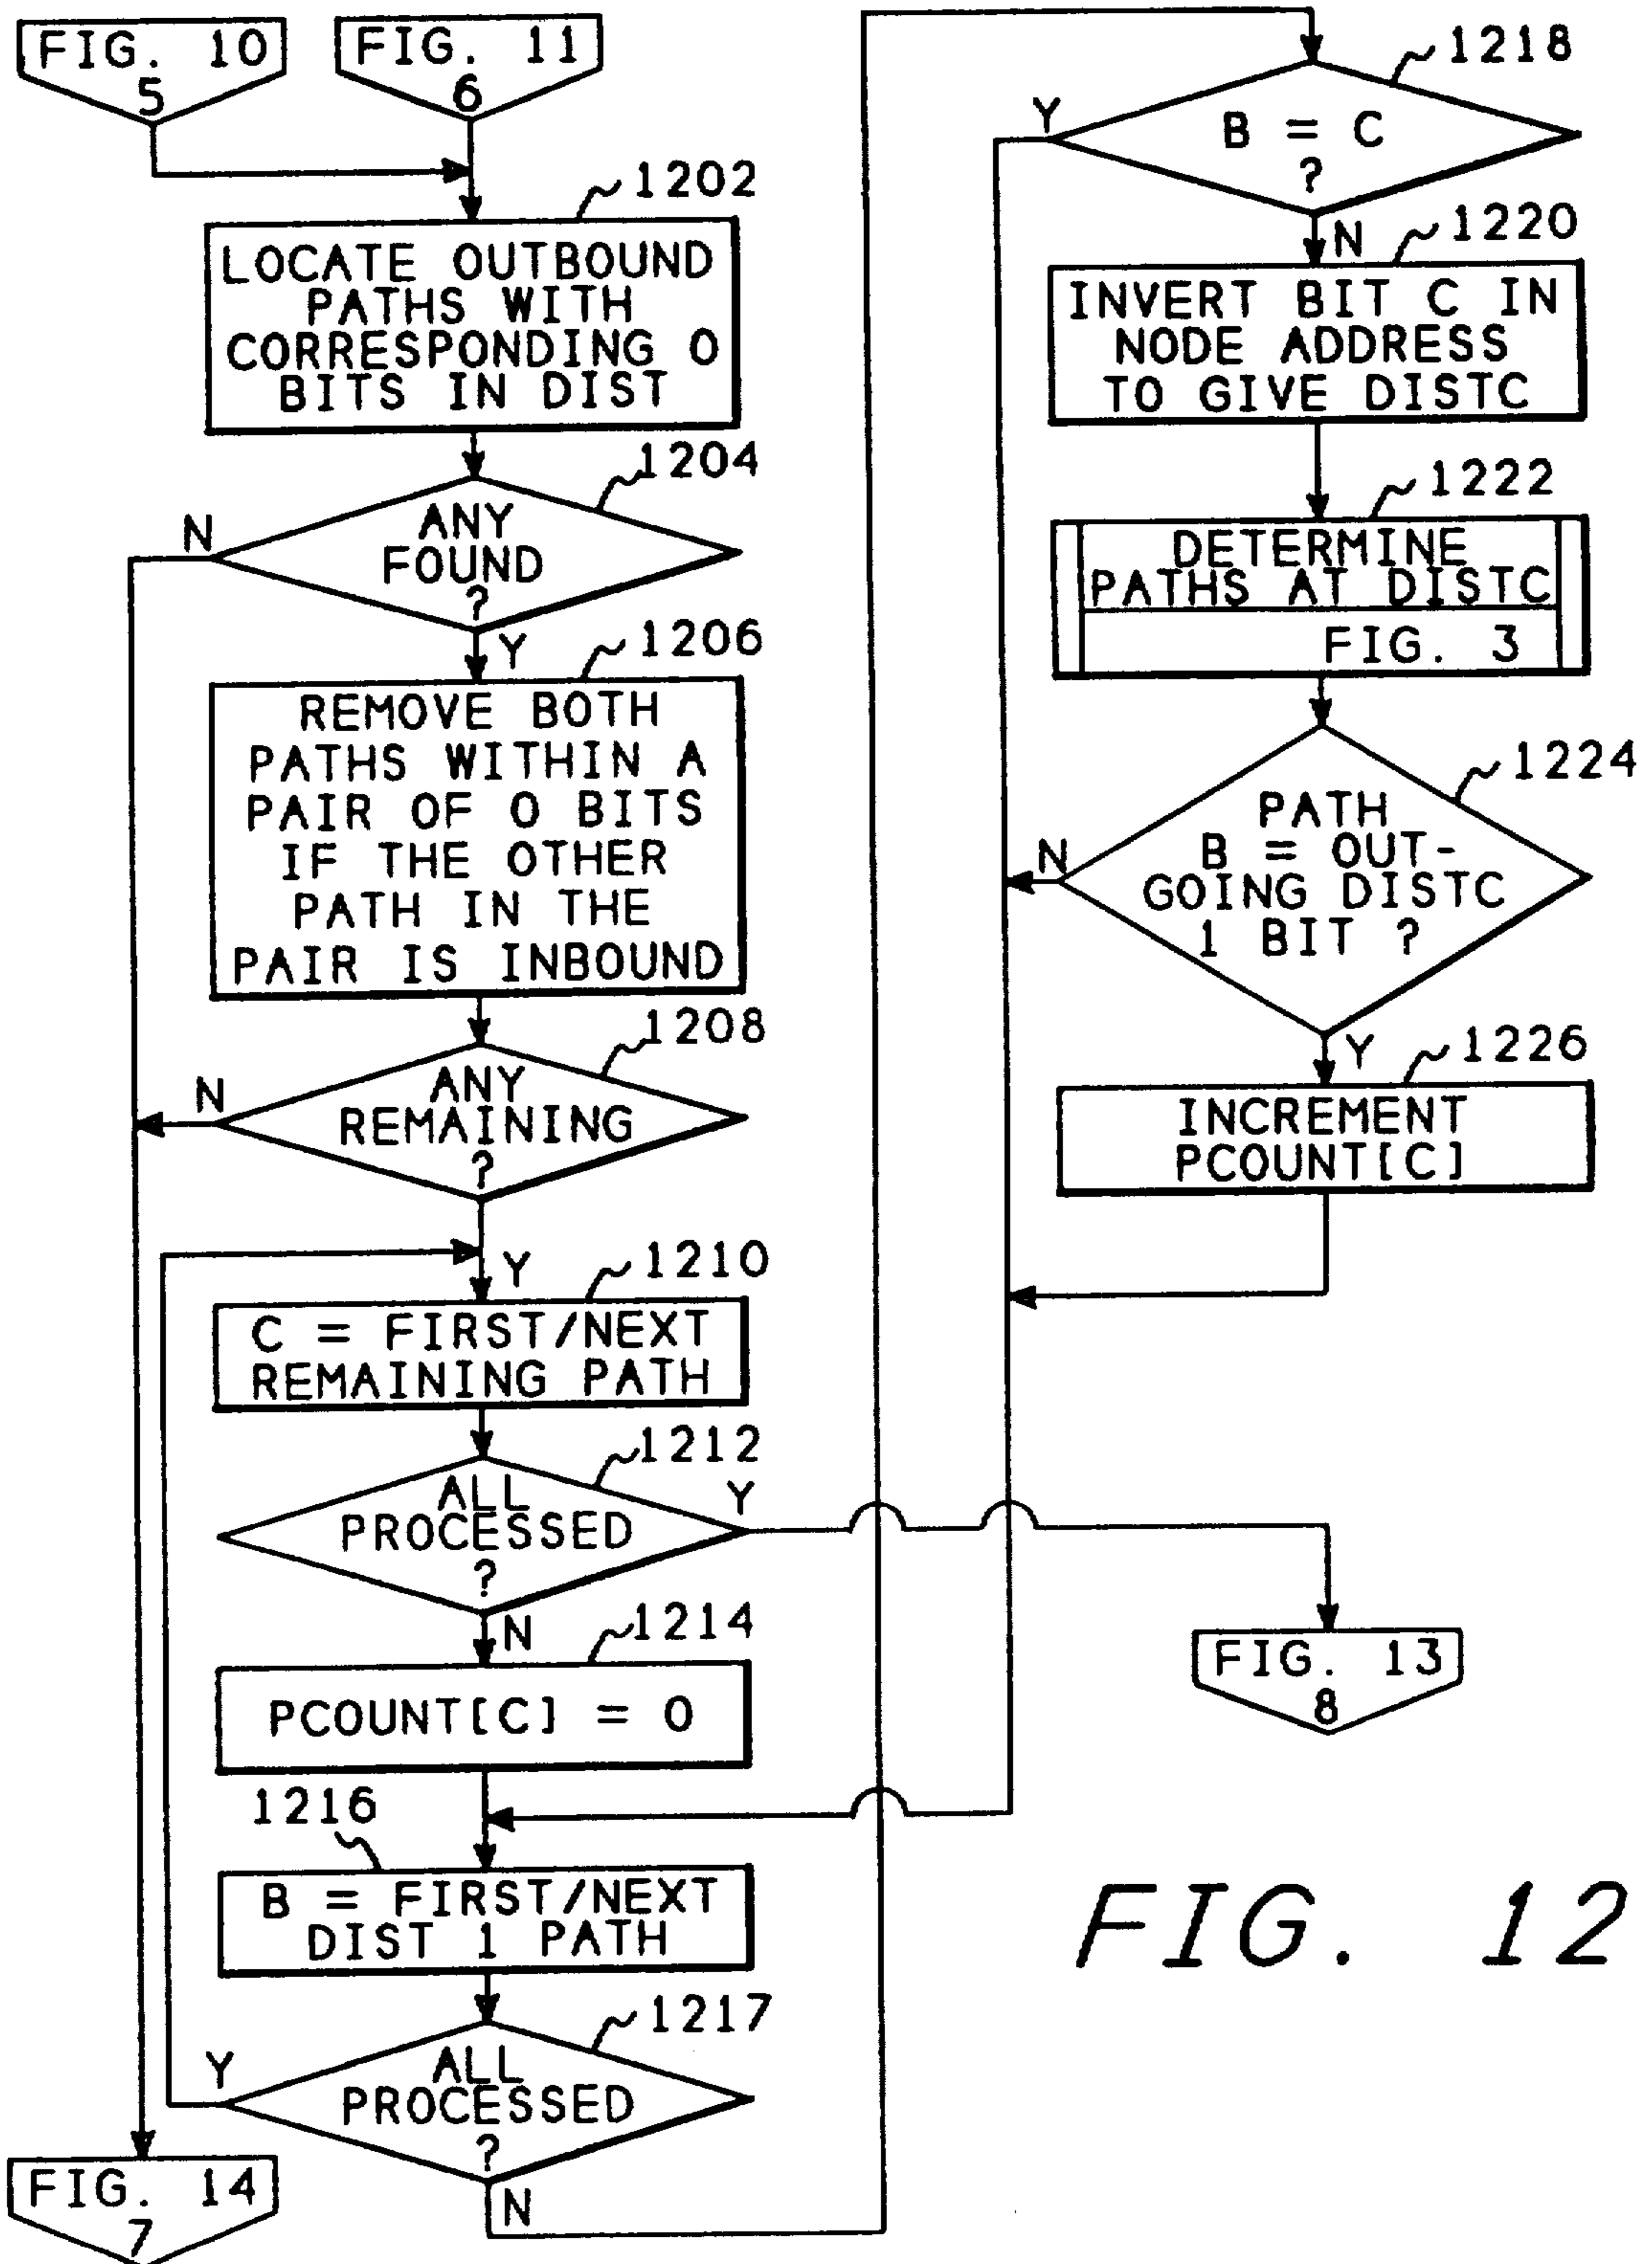 FIG. 10
5
FIG. 11
6
1202
LOCATE OUTBOUND
PATHS WITH
CORRESPONDING 0
BITS IN DIST
1204
N
ANY
FOUND
?
Y
1206
REMOVE BOTH
PATHS WITHIN A
PAIR OF 0 BITS
IF THE OTHER
PATH IN THE
PAIR IS INBOUND
1208
N
ANY
REMAINING
?
Y
1210
C = FIRST/NEXT
REMAINING PATH
1212
ALL
PROCESSED
?
Y
N
1214
PCOUNT[C] = 0
1216
B = FIRST/NEXT
DIST 1 PATH
1217
Y
ALL
PROCESSED
?
N
FIG. 14
7
1218
Y
B = C
?
N
1220
INVERT BIT C IN
NODE ADDRESS
TO GIVE DISTC
1222
DETERMINE
PATHS AT DISTC
FIG. 3
1224
N
PATH
B = OUT-
GOING DISTC
1 BIT ?
Y
1226
INCREMENT
PCOUNT[C]
FIG. 13
8
FIG. 12